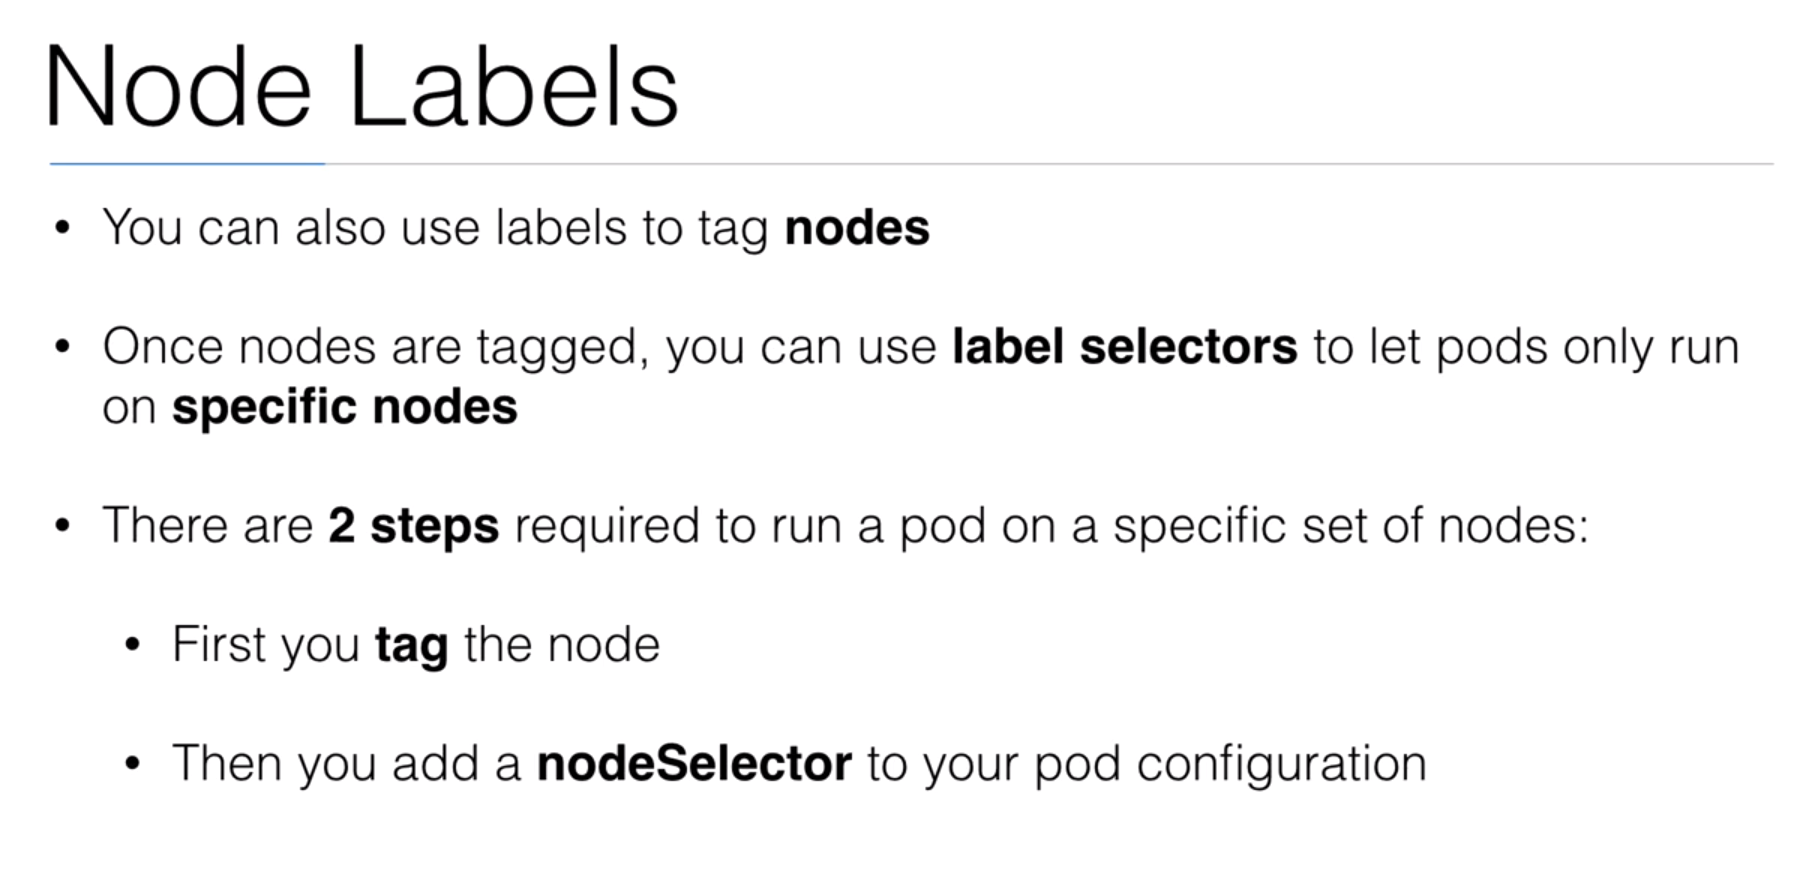 Node Labels
• You can also use labels to tag nodes
• Once nodes are tagged, you can use label selectors to let pods only run
on specific nodes
• There are 2 steps required to run a pod on a specific set of nodes:
• First you tag the node
• Then you add a nodeSelector to your pod configuration